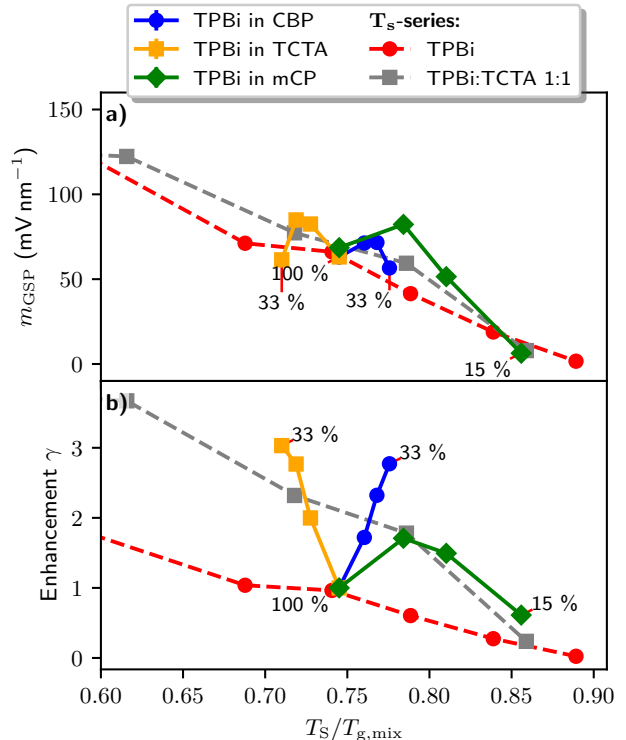 TPBi in CBP
TPBi in TCTA
TPBi in mCP
Tₛ-series:
TPBi
TPBi:TCTA 1:1
a)
150
100
50
0
m_GSP (mV nm⁻¹)
100 %
33 %
33 %
15 %
b)
3
2
1
0
Enhancement γ
33 %
33 %
100 %
15 %
0.60 0.65 0.70 0.75 0.80 0.85 0.90
T_S/T_g,mix